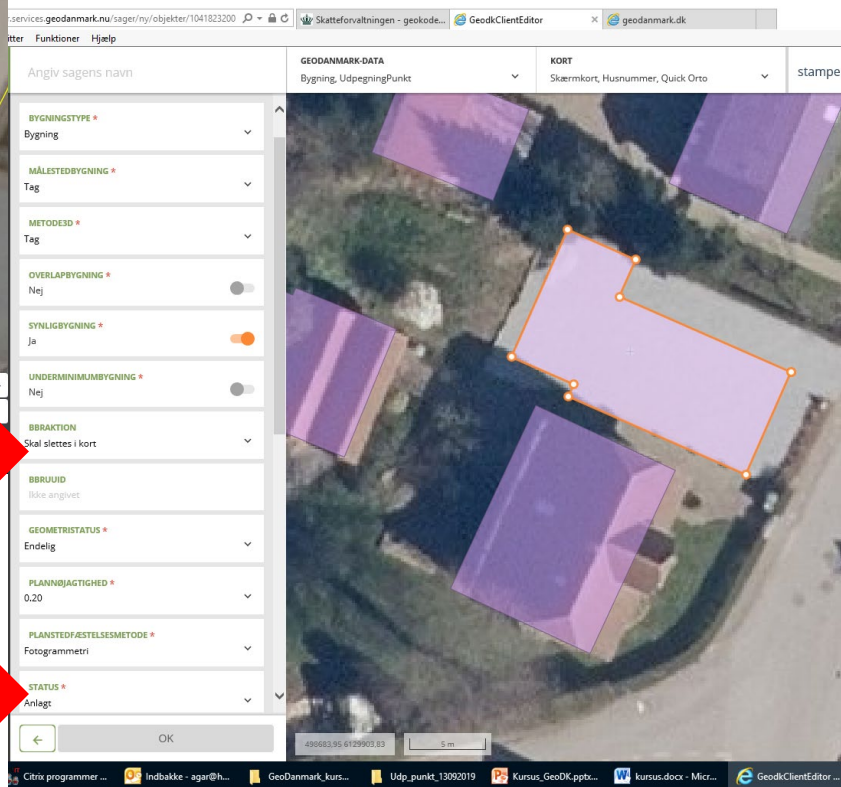 r.services.geodanmark.nu/sager/ny/objekter/1041823200
Skatteforvaltningen - geokode...
GeodkClientEditor
geodanmark.dk
itter Funktioner Hjælp
Angiv sagens navn
GEODANMARK-DATA
Bygning, UdpegningPunkt
KORT
Skærmkort, Husnummer, Quick Orto
stampe
BYGNINGSTYPE *
Bygning
MÅLESTEDBYGNING *
Tag
METODE3D *
Tag
OVERLAPBYGNING *
Nej
SYNLIGBYGNING *
Ja
UNDERMINIMUMBYGNING *
Nej
BBRAKTION
Skal slettes i kort
BBRUUID
Ikke angivet
GEOMETRISTATUS *
Endelig
PLANNØJAGTIGHED *
0.20
PLANSTEDFÆSTELSESMETODE *
Fotogrammetri
STATUS *
Anlagt
OK
498683,95 6129903,83
5 m
Citrix programmer ...
Indbakke - agar@h...
GeoDanmark_kurs...
Udp_punkt_13092019
Kursus_GeoDK.pptx...
kursus.docx - Micr...
GeodkClientEditor ...